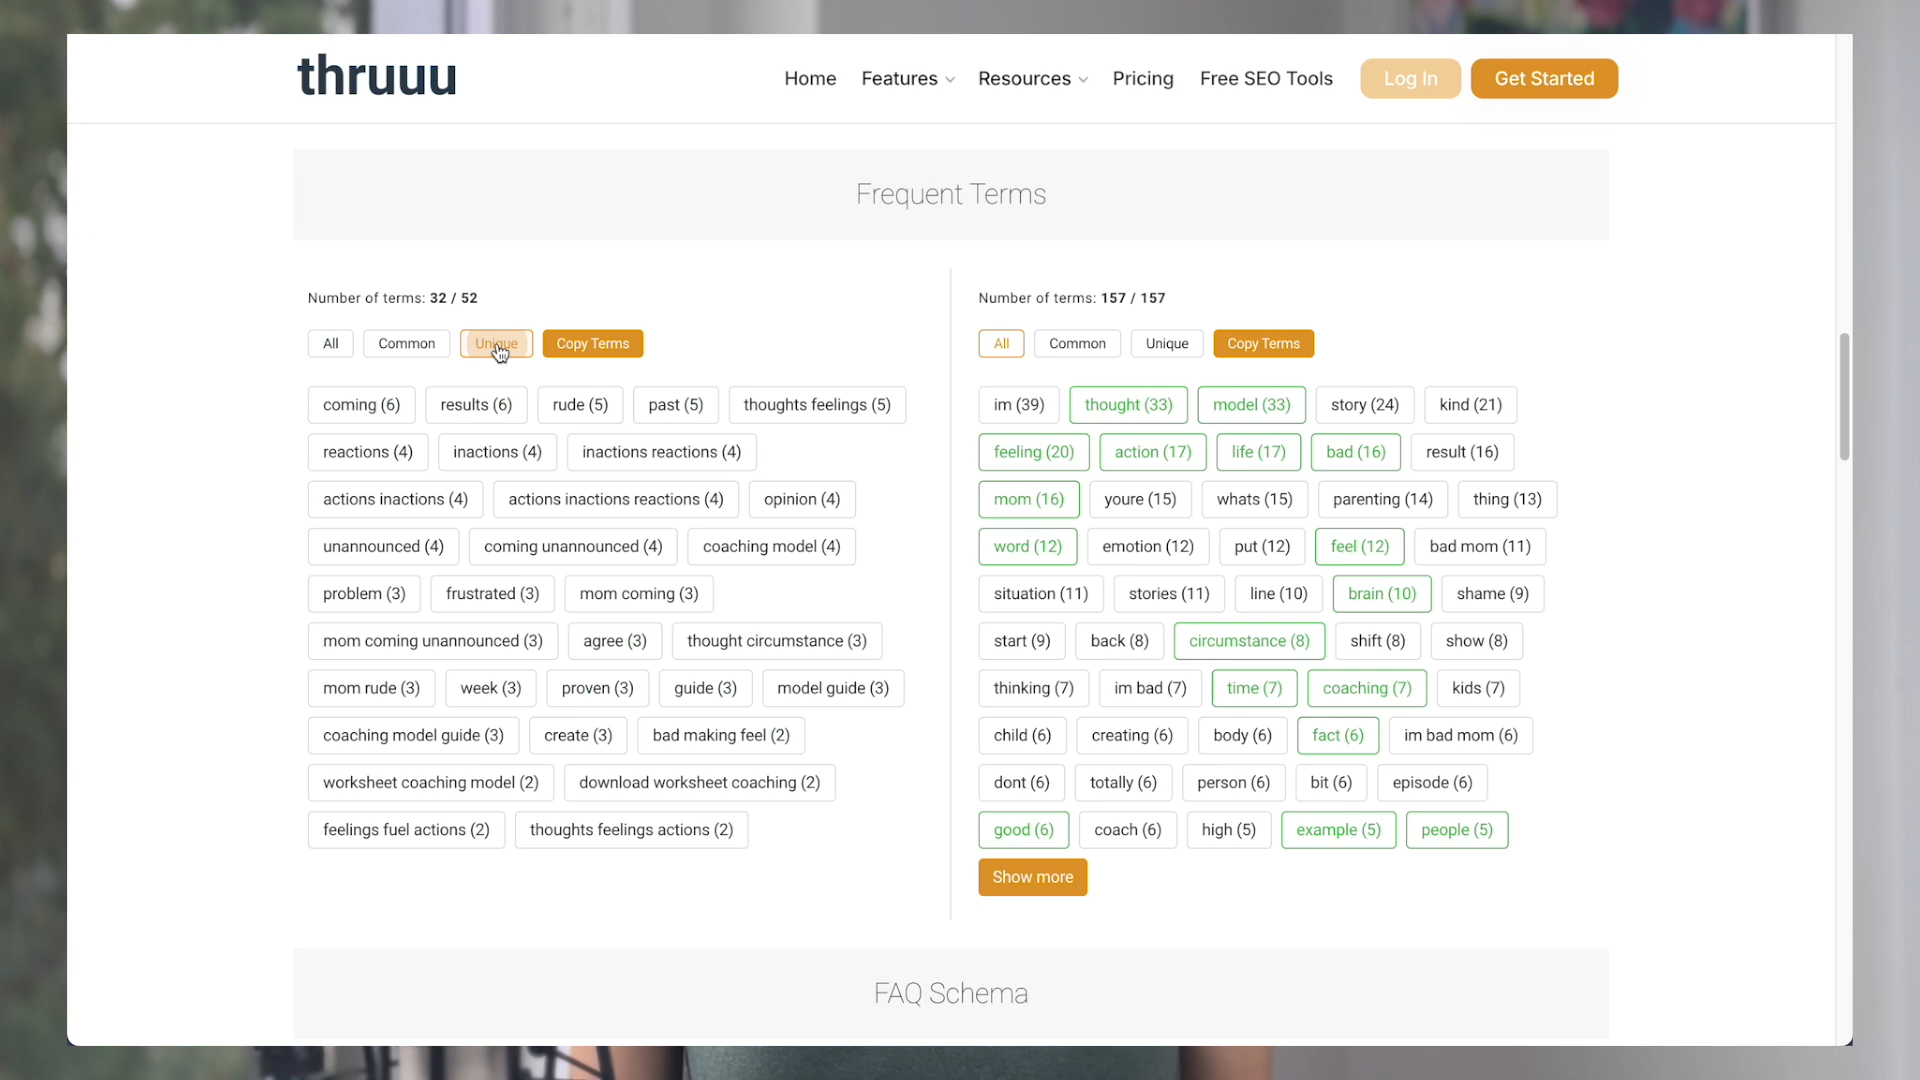 thruuu
Home Features Resources Pricing Free SEO Tools Log In Get Started
Frequent Terms
Number of terms: 32 / 52
All Common Unique Copy Terms
coming (6) results (6) rude (5) past (5) thoughts feelings (5)
reactions (4) inactions (4) inactions reactions (4)
actions inactions (4) actions inactions reactions (4) opinion (4)
unannounced (4) coming unannounced (4) coaching model (4)
problem (3) frustrated (3) mom coming (3)
mom coming unannounced (3) agree (3) thought circumstance (3)
mom rude (3) week (3) proven (3) guide (3) model guide (3)
coaching model guide (3) create (3) bad making feel (2)
worksheet coaching model (2) download worksheet coaching (2)
feelings fuel actions (2) thoughts feelings actions (2)
Number of terms: 157 / 157
All Common Unique Copy Terms
im (39) thought (33) model (33) story (24) kind (21)
feeling (20) action (17) life (17) bad (16) result (16)
mom (16) youre (15) whats (15) parenting (14) thing (13)
word (12) emotion (12) put (12) feel (12) bad mom (11)
situation (11) stories (11) line (10) brain (10) shame (9)
start (9) back (8) circumstance (8) shift (8) show (8)
thinking (7) im bad (7) time (7) coaching (7) kids (7)
child (6) creating (6) body (6) fact (6) im bad mom (6)
dont (6) totally (6) person (6) bit (6) episode (6)
good (6) coach (6) high (5) example (5) people (5)
Show more
FAQ Schema